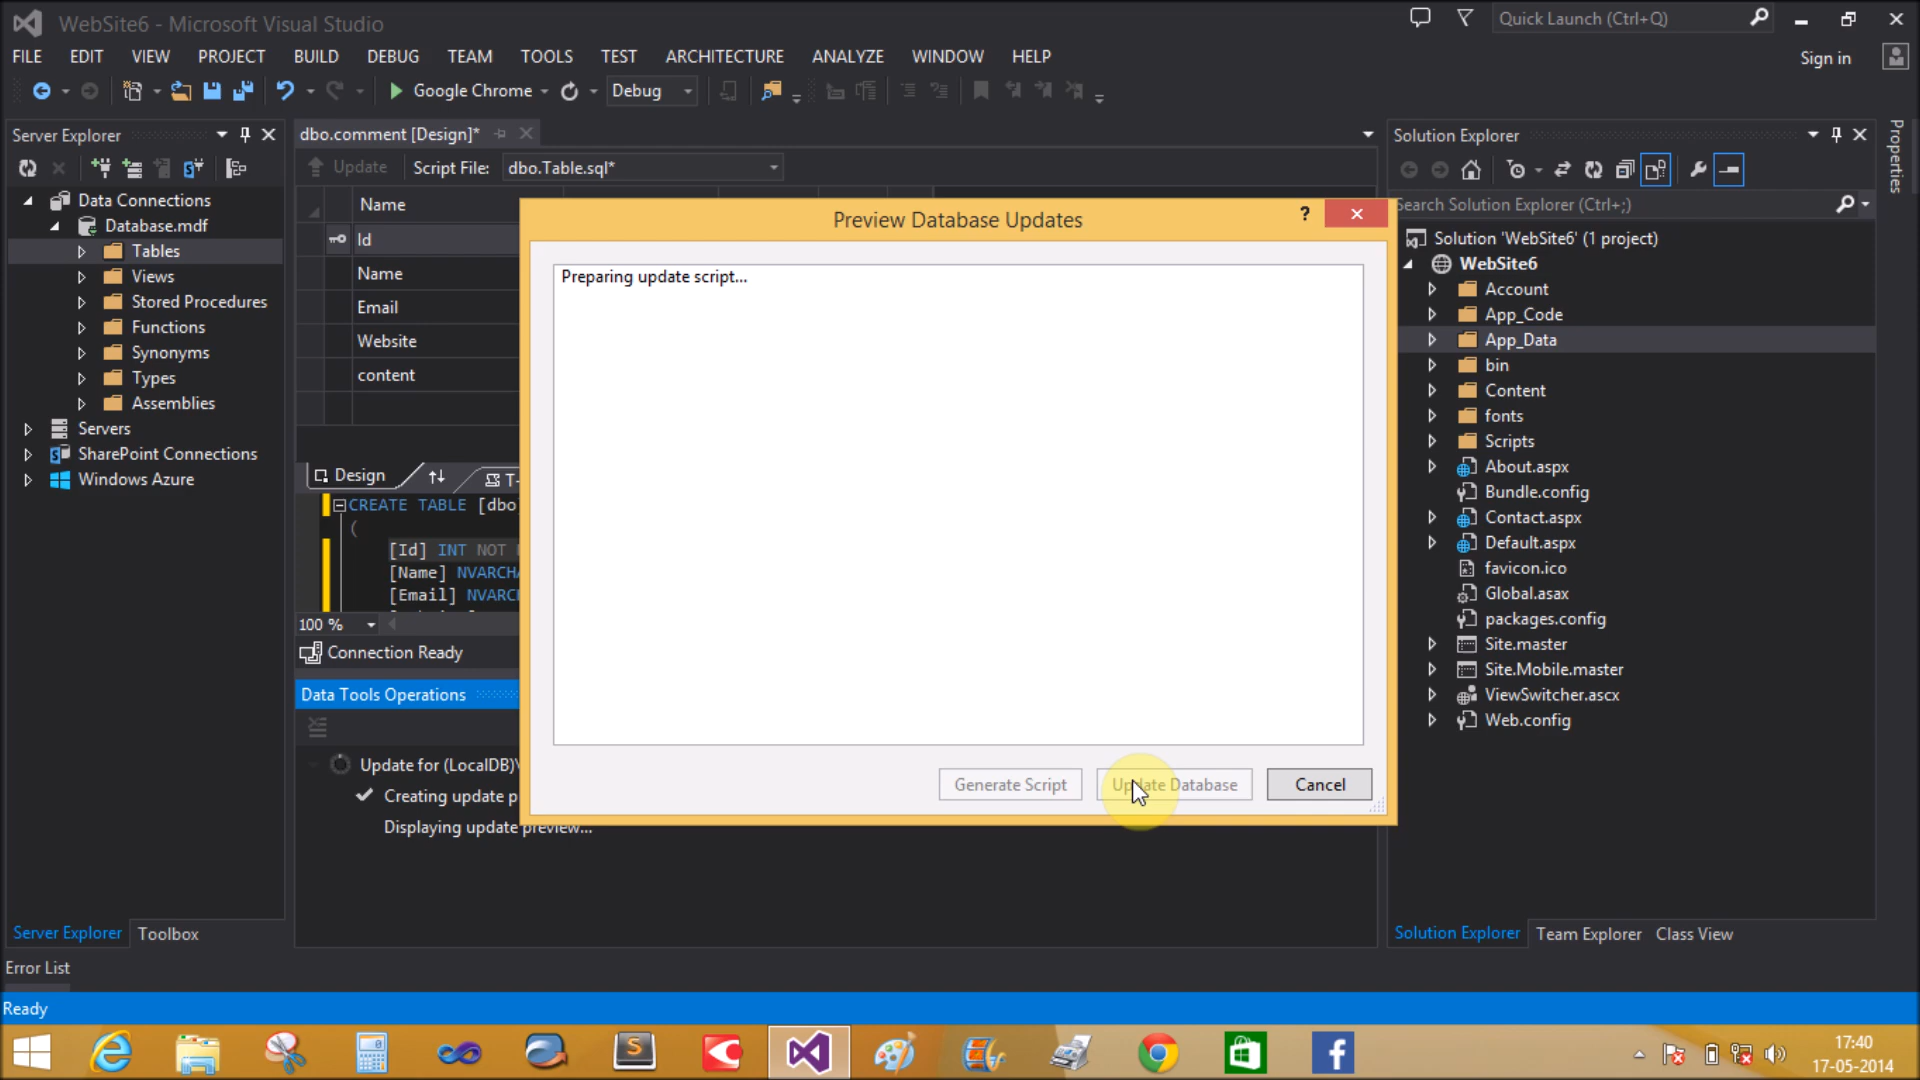 WebSite6 - Microsoft Visual Studio
Quick Launch (Ctrl+Q)
FILE EDIT VIEW PROJECT BUILD DEBUG TEAM TOOLS TEST ARCHITECTURE ANALYZE WINDOW HELP
Sign in
Google Chrome
Debug
Server Explorer
Data Connections
Database.mdf
Tables
Views
Stored Procedures
Functions
Synonyms
Types
Assemblies
Servers
SharePoint Connections
Windows Azure
Server Explorer
Toolbox
dbo.comment [Design]*
Update
Script File:
dbo.Table.sql*
Name
Id
Name
Email
Website
content
Design
T-
CREATE TABLE [dbo
(
[Id] INT NOT
[Name] NVARCHA
[Email] NVARCH
100 %
Connection Ready
Data Tools Operations
Update for (LocalDB)\
Creating update p
Displaying update preview...
Preview Database Updates
?
Preparing update script...
Generate Script
Update Database
Cancel
Solution Explorer
Search Solution Explorer (Ctrl+;)
Solution 'WebSite6' (1 project)
WebSite6
Account
App_Code
App_Data
bin
Content
fonts
Scripts
About.aspx
Bundle.config
Contact.aspx
Default.aspx
favicon.ico
Global.asax
packages.config
Site.master
Site.Mobile.master
ViewSwitcher.ascx
Web.config
Solution Explorer
Team Explorer
Class View
Properties
Error List
Ready
17:40
17-05-2014